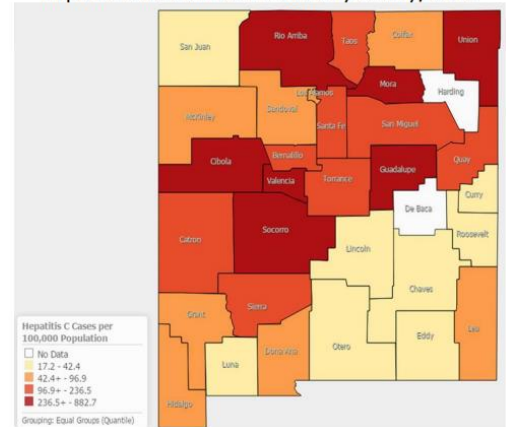 San Juan
Rio Arriba
Taos
Colfax
Union
Los Alamos
Mora
Harding
McKinley
Sandoval
Santa Fe
San Miguel
Bernalillo
Cibola
Valencia
Torrance
Guadalupe
Quay
Curry
De Baca
Catron
Socorro
Lincoln
Roosevelt
Chaves
Sierra
Grant
Luna
Dona Ana
Otero
Eddy
Lea
Hidalgo
Hepatitis C Cases per
100,000 Population
No Data
17.2 - 42.4
42.4+ - 96.9
96.9+ - 236.5
236.5+ - 882.7
Grouping: Equal Groups (Quantile)